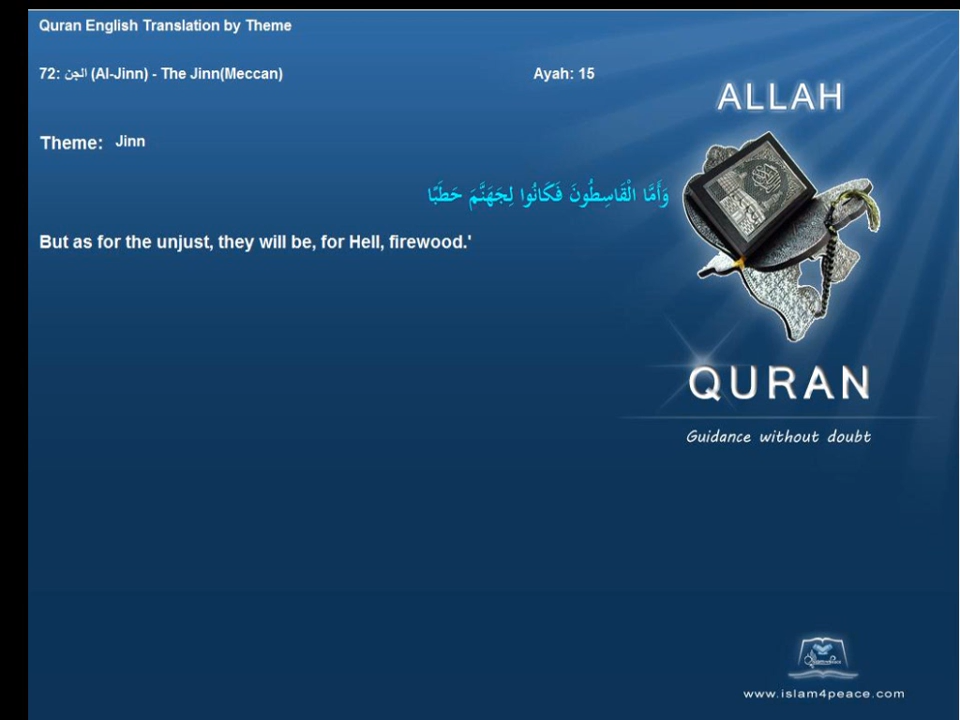 Quran English Translation by Theme
72: الجن (Al-Jinn) - The Jinn(Meccan)
Ayah: 15
ALLAH
Theme: Jinn
وَأَمَّا الْقَاسِطُونَ فَكَانُوا لِجَهَنَّمَ حَطَبًا
But as for the unjust, they will be, for Hell, firewood.'
QURAN
Guidance without doubt
www.islam4peace.com